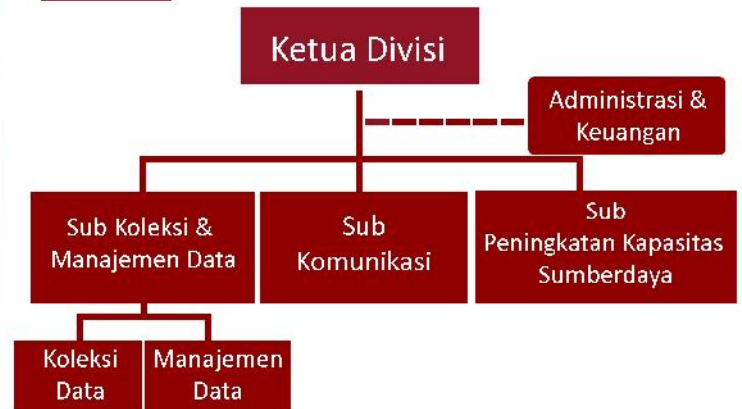 Ketua Divisi
Administrasi &
Keuangan
Sub Koleksi &
Manajemen Data
Sub
Komunikasi
Sub
Peningkatan Kapasitas
Sumberdaya
Koleksi
Data
Manajemen
Data